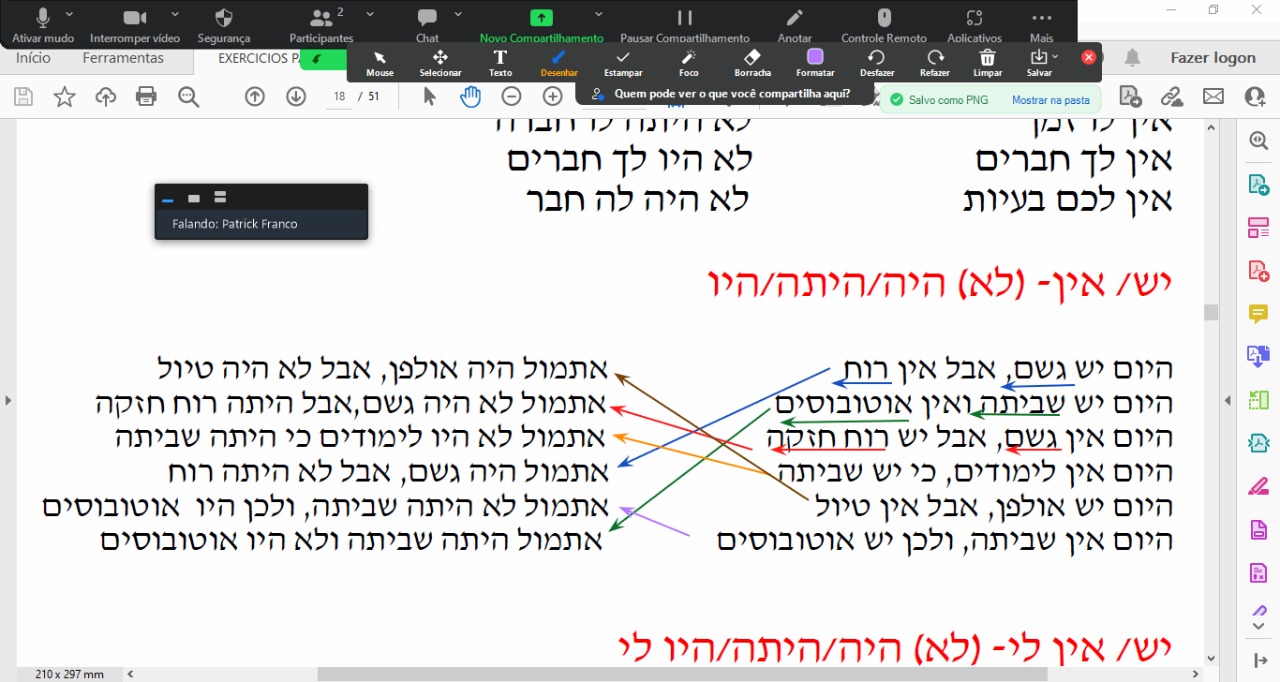 Ativar mudo
Interromper vídeo
Segurança
Participantes
2
Chat
Novo Compartilhamento
Pausar Compartilhamento
Anotar
Controle Remoto
Aplicativos
Mais
Início
Ferramentas
EXERCICIOS PA
Mouse
Selecionar
Texto
Desenhar
Estampar
Foco
Borracha
Formatar
Desfazer
Refazer
Limpar
Salvar
Fazer logon
18 / 51
Quem pode ver o que você compartilha aqui?
Salvo como PNG
Mostrar na pasta
אין לו זמן
לא היתה לו חברה
אין לך חברים
לא היו לך חברים
אין לכם בעיות
לא היה לה חבר
Falando: Patrick Franco
יש/ אין- (לא) היה/היתה/היו
היום יש גשם, אבל אין רוח
היום יש שביתה ואין אוטובוסים
היום אין גשם, אבל יש רוח חזקה
היום אין לימודים, כי יש שביתה
היום יש אולפן, אבל אין טיול
היום אין שביתה, ולכן יש אוטובוסים
אתמול היה אולפן, אבל לא היה טיול
אתמול לא היה גשם,אבל היתה רוח חזקה
אתמול לא היו לימודים כי היתה שביתה
אתמול היה גשם, אבל לא היתה רוח
אתמול לא היתה שביתה, ולכן היו אוטובוסים
אתמול היתה שביתה ולא היו אוטובוסים
יש/ אין לי- (לא) היה/היתה/היו לי
210 x 297 mm